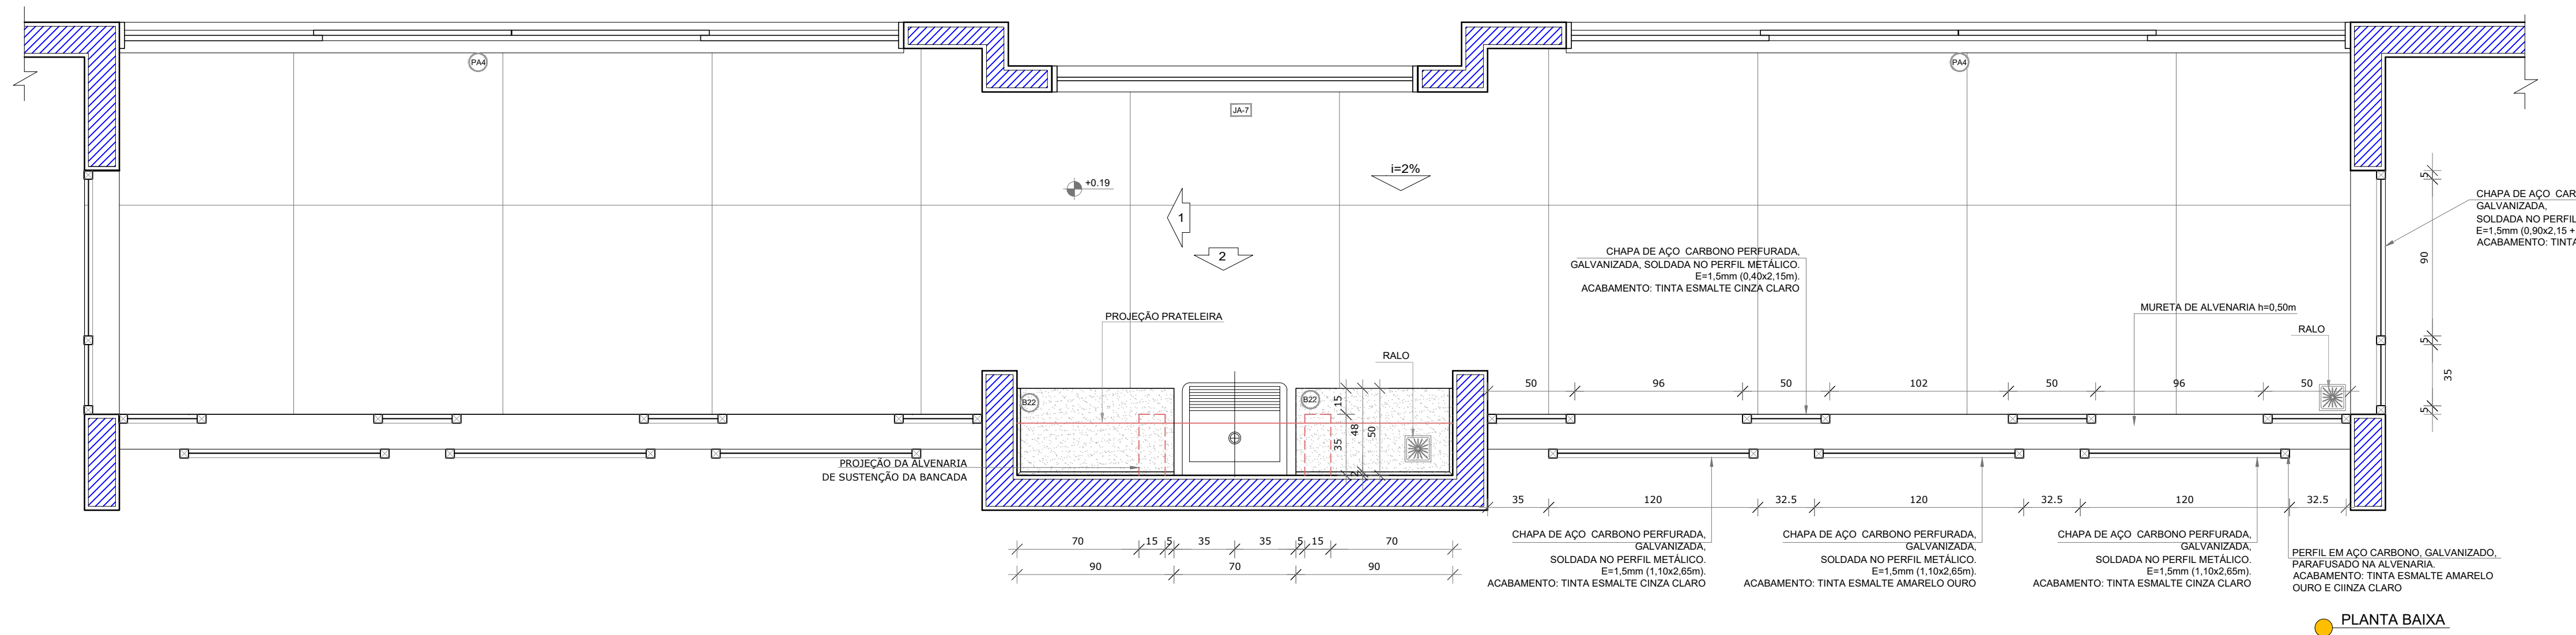 PA4
PA4
JA-7
i=2%
+0.19
1
2
CHAPA DE AÇO CARBONO PERFURADA,
GALVANIZADA, SOLDADA NO PERFIL METÁLICO.
E=1,5mm (0,40x2,15m).
ACABAMENTO: TINTA ESMALTE CINZA CLARO
5
90
5
35
5
CHAPA DE AÇO CAR
GALVANIZADA,
SOLDADA NO PERFIL
E=1,5mm (0,90x2,15 +
ACABAMENTO: TINTA
MURETA DE ALVENARIA h=0,50m
RALO
PROJEÇÃO PRATELEIRA
RALO
50
96
50
102
50
96
50
B22
B22
15
35
48
50
2
PROJEÇÃO DA ALVENARIA
DE SUSTENÇÃO DA BANCADA
35
120
32.5
120
32.5
120
32.5
70
15
5
35
35
5
15
70
90
70
90
CHAPA DE AÇO CARBONO PERFURADA,
GALVANIZADA,
SOLDADA NO PERFIL METÁLICO.
E=1,5mm (1,10x2,65m).
ACABAMENTO: TINTA ESMALTE CINZA CLARO
CHAPA DE AÇO CARBONO PERFURADA,
GALVANIZADA,
SOLDADA NO PERFIL METÁLICO.
E=1,5mm (1,10x2,65m).
ACABAMENTO: TINTA ESMALTE AMARELO OURO
CHAPA DE AÇO CARBONO PERFURADA,
GALVANIZADA,
SOLDADA NO PERFIL METÁLICO.
E=1,5mm (1,10x2,65m).
ACABAMENTO: TINTA ESMALTE CINZA CLARO
PERFIL EM AÇO CARBONO, GALVANIZADO,
PARAFUSADO NA ALVENARIA.
ACABAMENTO: TINTA ESMALTE AMARELO
OURO E CIINZA CLARO
PLANTA BAIXA